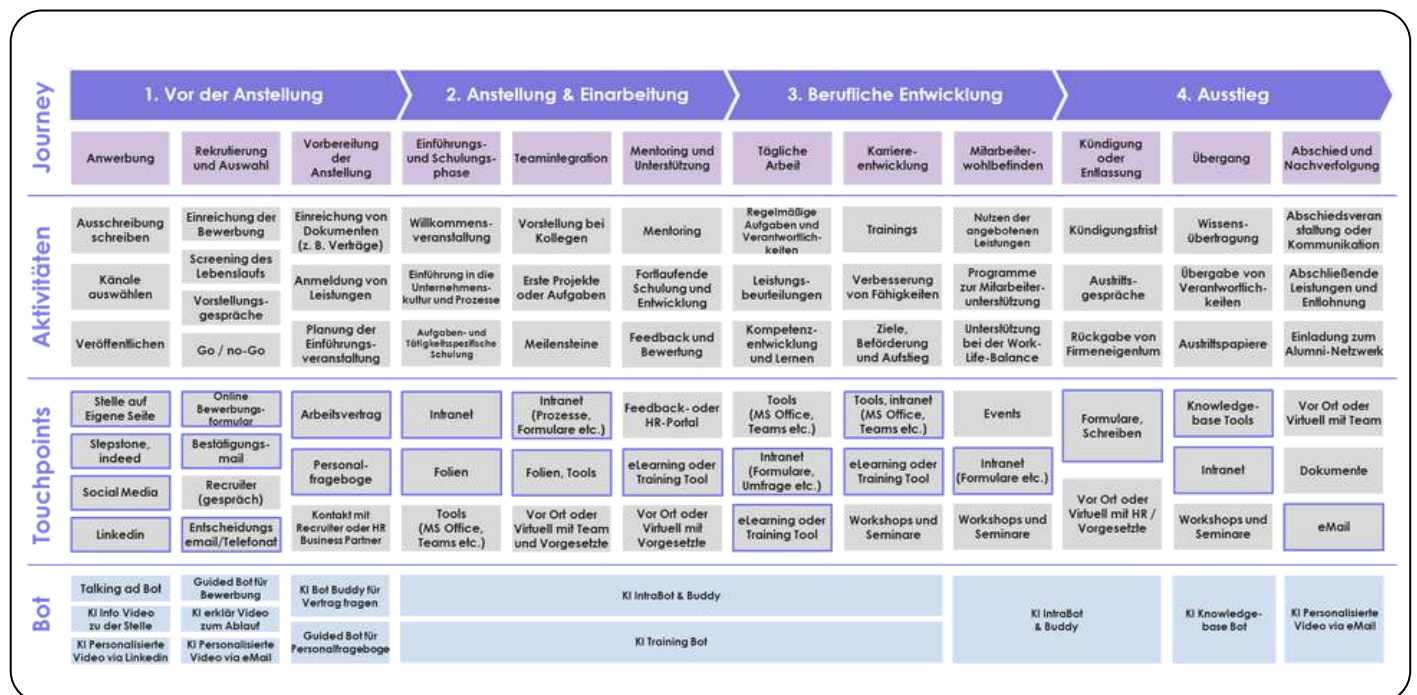 Journey
1. Vor der Anstellung
2. Anstellung & Einarbeitung
3. Berufliche Entwicklung
4. Ausstieg
Anwerbung
Rekrutierung
und Auswahl
Vorbereitung
der
Anstellung
Einführungs-
und Schulungs-
phase
Teamintegration
Mentoring und
Unterstützung
Tägliche
Arbeit
Karriere-
entwicklung
Mitarbeiter-
wohlbefinden
Kündigung
oder
Entlassung
Übergang
Abschied und
Nachverfolgung
Aktivitäten
Ausschreibung
schreiben
Känale
auswählen
Veröffentlichen
Einreichung der
Bewerbung
Screening des
Lebenslaufs
Vorstellungs-
gespräche
Go / no-Go
Einreichung von
Dokumenten
(z. B. Verträge)
Anmeldung von
Leistungen
Planung der
Einführungs-
veranstaltung
Willkommens-
veranstaltung
Einführung in die
Unternehmens-
kultur und Prozesse
Aufgaben- und
Tätigkeitsspezifische
Schulung
Vorstellung bei
Kollegen
Erste Projekte
oder Aufgaben
Meilensteine
Mentoring
Fortlaufende
Schulung und
Entwicklung
Feedback und
Bewertung
Regelmäßige
Aufgaben und
Verantwortlich-
keiten
Leistungs-
beurteilungen
Kompetenz-
entwicklung
und Lernen
Trainings
Verbesserung
von Fähigkeiten
Ziele,
Beförderung
und Aufstieg
Nutzen der
angebotenen
Leistungen
Programme
zur Mitarbeiter-
unterstützung
Unterstützung
bei der Work-
Life-Balance
Kündigungsfrist
Austritts-
gespräche
Rückgabe von
Firmeneigentum
Wissens-
übertragung
Übergabe von
Verantwortlich-
keiten
Austrittspapiere
Abschiedsveran
staltung oder
Kommunikation
Abschließende
Leistungen und
Entlohnung
Einladung zum
Alumni-Netzwerk
Touchpoints
Stelle auf
Eigene Seite
Stepstone,
indeed
Social Media
Linkedin
Online
Bewerbungs-
formular
Bestätigungs-
mail
Recruiter
(gespräch)
Entscheidungs
email/Telefonat
Arbeitsvertrag
Personal-
frageboge
Kontakt mit
Recruiter oder HR
Business Partner
Intranet
Folien
Tools
(MS Office,
Teams etc.)
Intranet
(Prozesse,
Formulare etc.)
Folien, Tools
Vor Ort oder
Virtuell mit Team
und Vorgesetzte
Feedback- oder
HR-Portal
eLearning oder
Training Tool
Vor Ort oder
Virtuell mit
Vorgesetzte
Tools
(MS Office,
Teams etc.)
Intranet
(Formulare,
Umfrage etc.)
eLearning oder
Training Tool
Tools, intranet
(MS Office,
Teams etc.)
eLearning oder
Training Tool
Workshops und
Seminare
Events
Intranet
(Formulare etc.)
Workshops und
Seminare
Formulare,
Schreiben
Vor Ort oder
Virtuell mit HR /
Vorgesetzte
Knowledge-
base Tools
Intranet
Workshops und
Seminare
Vor Ort oder
Virtuell mit Team
Dokumente
eMail
Bot
Talking ad Bot
KI Info Video
zu der Stelle
KI Personalisierte
Video via Linkedin
Guided Bot für
Bewerbung
KI erklär Video
zum Ablauf
KI Personalisierte
Video via eMail
KI Bot Buddy für
Vertrag fragen
Guided Bot für
Personalfrageboge
KI IntraBot & Buddy
KI Training Bot
KI IntraBot
& Buddy
KI Knowledge-
base Bot
KI Personalisierte
Video via eMail